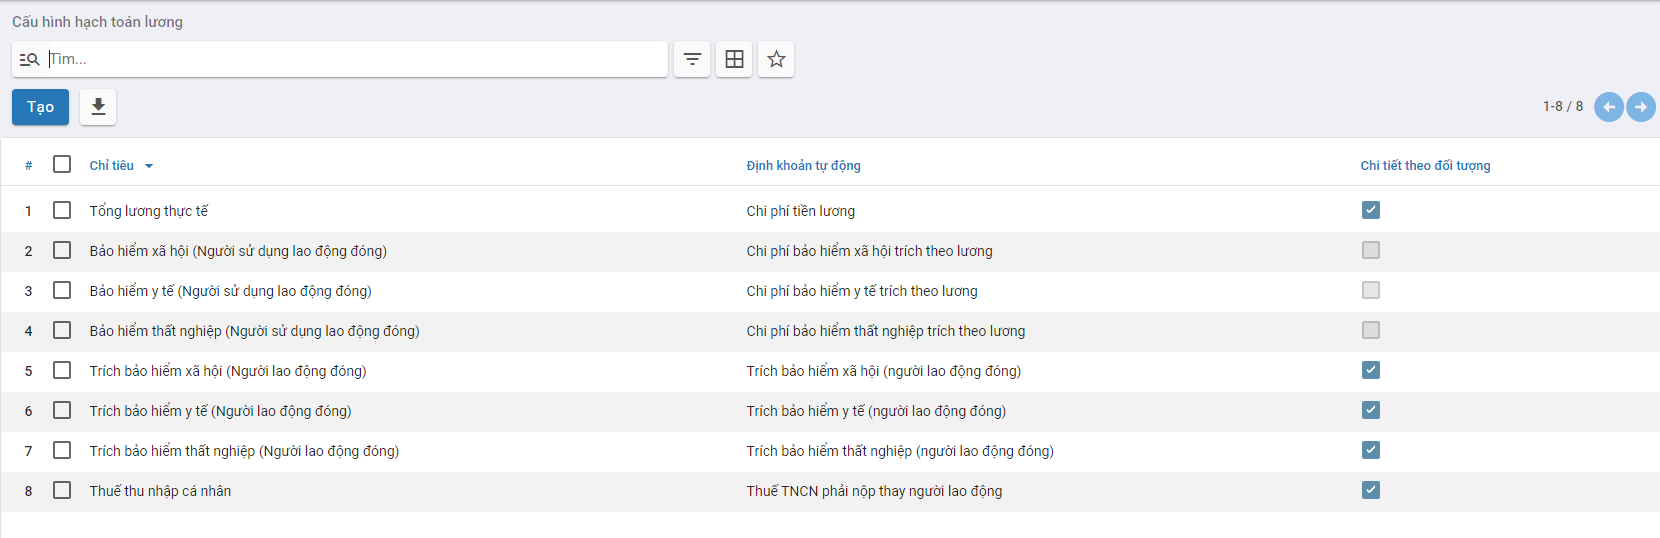 Cấu hình hạch toán lương
Tìm...
Tạo
1-8 / 8
# Chỉ tiêu Định khoản tự động Chi tiết theo đối tượng
1 Tổng lương thực tế Chi phí tiền lương
2 Bảo hiểm xã hội (Người sử dụng lao động đóng) Chi phí bảo hiểm xã hội trích theo lương
3 Bảo hiểm y tế (Người sử dụng lao động đóng) Chi phí bảo hiểm y tế trích theo lương
4 Bảo hiểm thất nghiệp (Người sử dụng lao động đóng) Chi phí bảo hiểm thất nghiệp trích theo lương
5 Trích bảo hiểm xã hội (Người lao động đóng) Trích bảo hiểm xã hội (người lao động đóng)
6 Trích bảo hiểm y tế (Người lao động đóng) Trích bảo hiểm y tế (người lao động đóng)
7 Trích bảo hiểm thất nghiệp (Người lao động đóng) Trích bảo hiểm thất nghiệp (người lao động đóng)
8 Thuế thu nhập cá nhân Thuế TNCN phải nộp thay người lao động